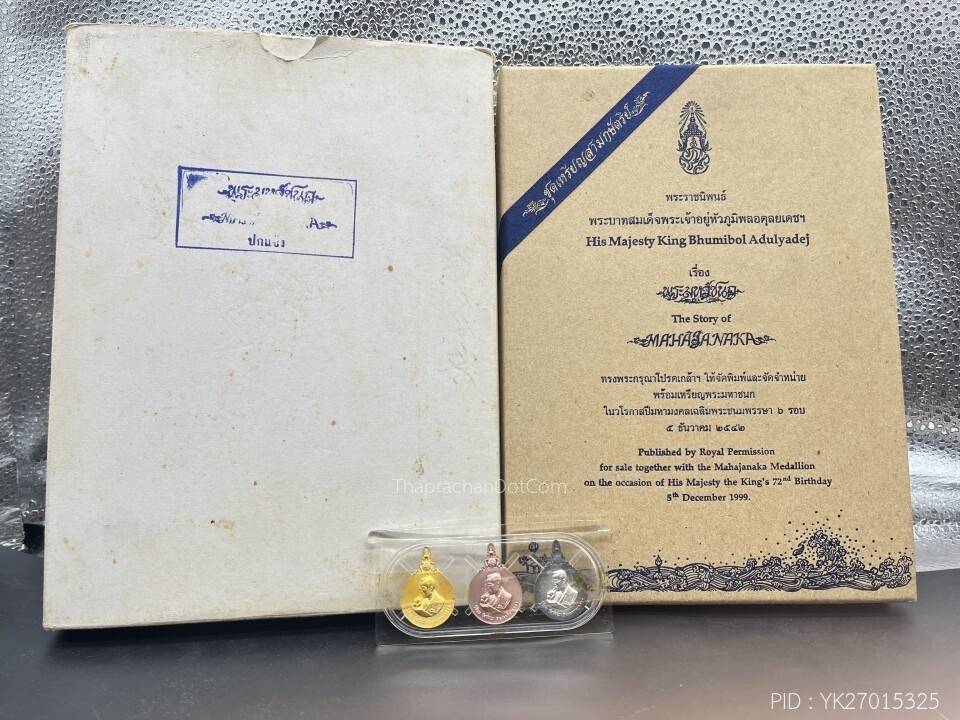 พระมหาชนก
ปกแข็ง
ชุดเหรียญสามกษัตริย์
พระราชนิพนธ์
พระบาทสมเด็จพระเจ้าอยู่หัวภูมิพลอดุลยเดชฯ
His Majesty King Bhumibol Adulyadej
เรื่อง
พระมหาชนก
The Story of
MAHAJANAKA
ทรงพระกรุณาโปรดเกล้าฯ ให้จัดพิมพ์และจัดจำหน่าย
พร้อมเหรียญพระมหาชนก
ในวโรกาสปีมหามงคลเฉลิมพระชนมพรรษา ๖ รอบ
๕ ธันวาคม ๒๕๔๒
Published by Royal Permission
for sale together with the Mahajanaka Medallion
on the occasion of His Majesty the King's 72nd Birthday
5th December 1999.
ThaprachanDotCom
PID : YK27015325